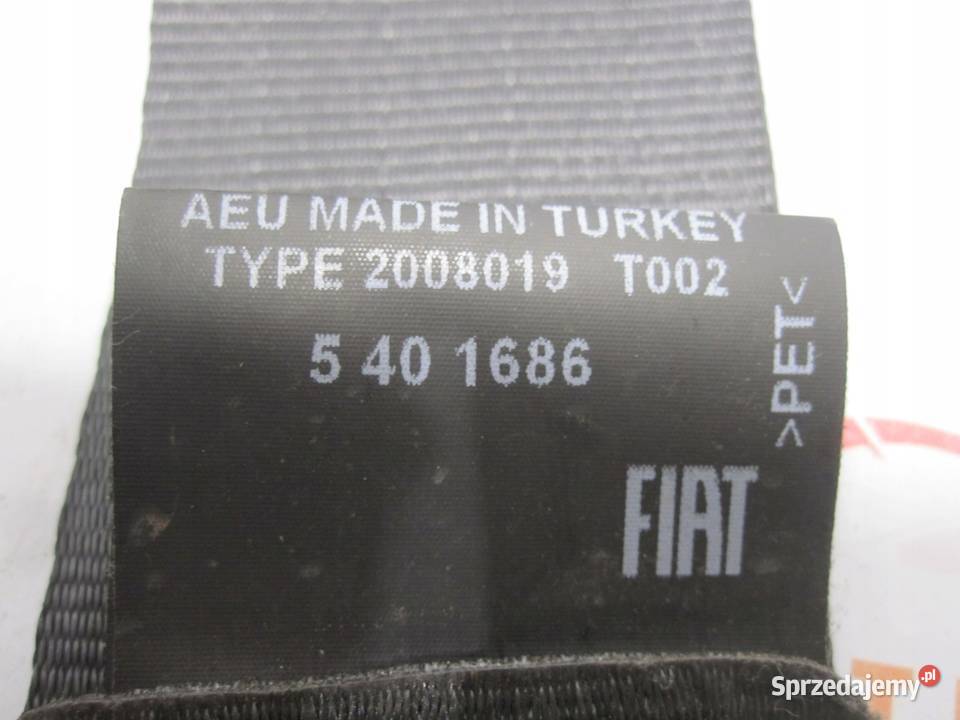 AEU MADE IN TURKEY
TYPE 2008019 T002
>PET<
5 40 1686
FIAT
Sprzedajemy.pl